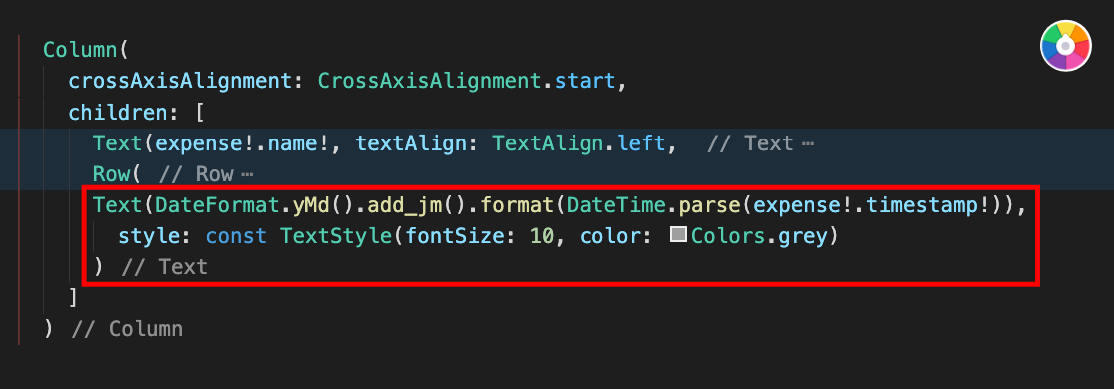 Column(
crossAxisAlignment: CrossAxisAlignment.start,
children: [
Text(expense!.name!, textAlign: TextAlign.left, // Text ⋯
Row( // Row ⋯
Text(DateFormat.yMd().add_jm().format(DateTime.parse(expense!.timestamp!)),
style: const TextStyle(fontSize: 10, color: Colors.grey)
) // Text
]
) // Column